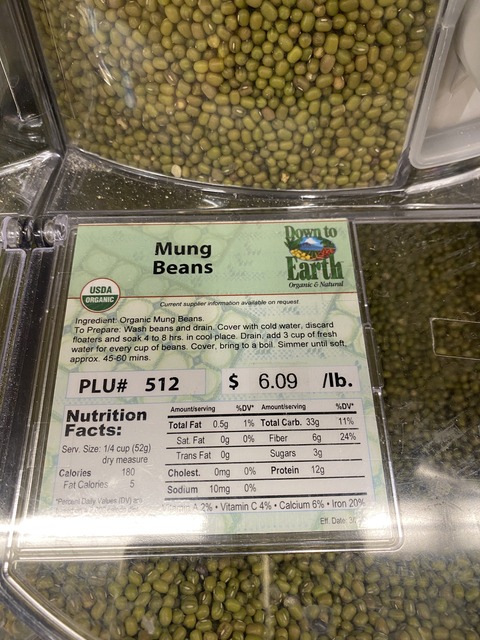 Mung
Beans
Down to
Earth
Organic & Natural
USDA
ORGANIC
Current supplier information available on request.
Ingredient: Organic Mung Beans.
To Prepare: Wash beans and drain. Cover with cold water, discard
floaters and soak 4 to 8 hrs. in cool place. Drain, add 3 cup of fresh
water for every cup of beans. Cover, bring to a boil. Simmer until soft,
approx. 45-60 mins.
PLU# 512 $ 6.09 /lb.
Nutrition
Facts:
Serv. Size: 1/4 cup (52g)
dry measure
Calories 180
Fat Calories 5
*Percent Daily Values (DV) are
Amount/serving %DV* Amount/serving %DV*
Total Fat 0.5g 1% Total Carb. 33g 11%
Sat. Fat 0g 0% Fiber 6g 24%
Trans Fat 0g Sugars 3g
Cholest. 0mg 0% Protein 12g
Sodium 10mg 0%
Vitamin A 2% • Vitamin C 4% • Calcium 6% • Iron 20%
Eff. Date: